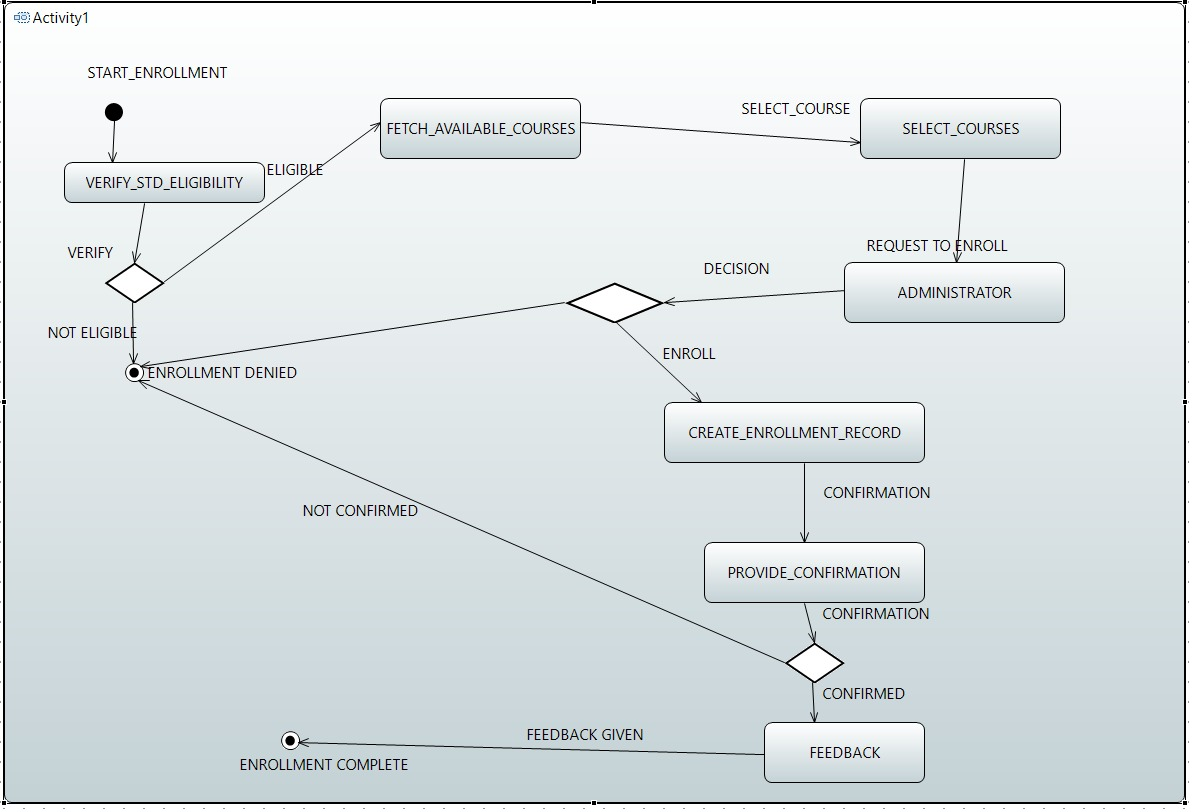 Activity1
START_ENROLLMENT
SELECT_COURSE
FETCH_AVAILABLE_COURSES
SELECT_COURSES
ELIGIBLE
VERIFY_STD_ELIGIBILITY
VERIFY
REQUEST TO ENROLL
DECISION
ADMINISTRATOR
NOT ELIGIBLE
ENROLL
ENROLLMENT DENIED
CREATE_ENROLLMENT_RECORD
CONFIRMATION
NOT CONFIRMED
PROVIDE_CONFIRMATION
CONFIRMATION
CONFIRMED
FEEDBACK GIVEN
FEEDBACK
ENROLLMENT COMPLETE